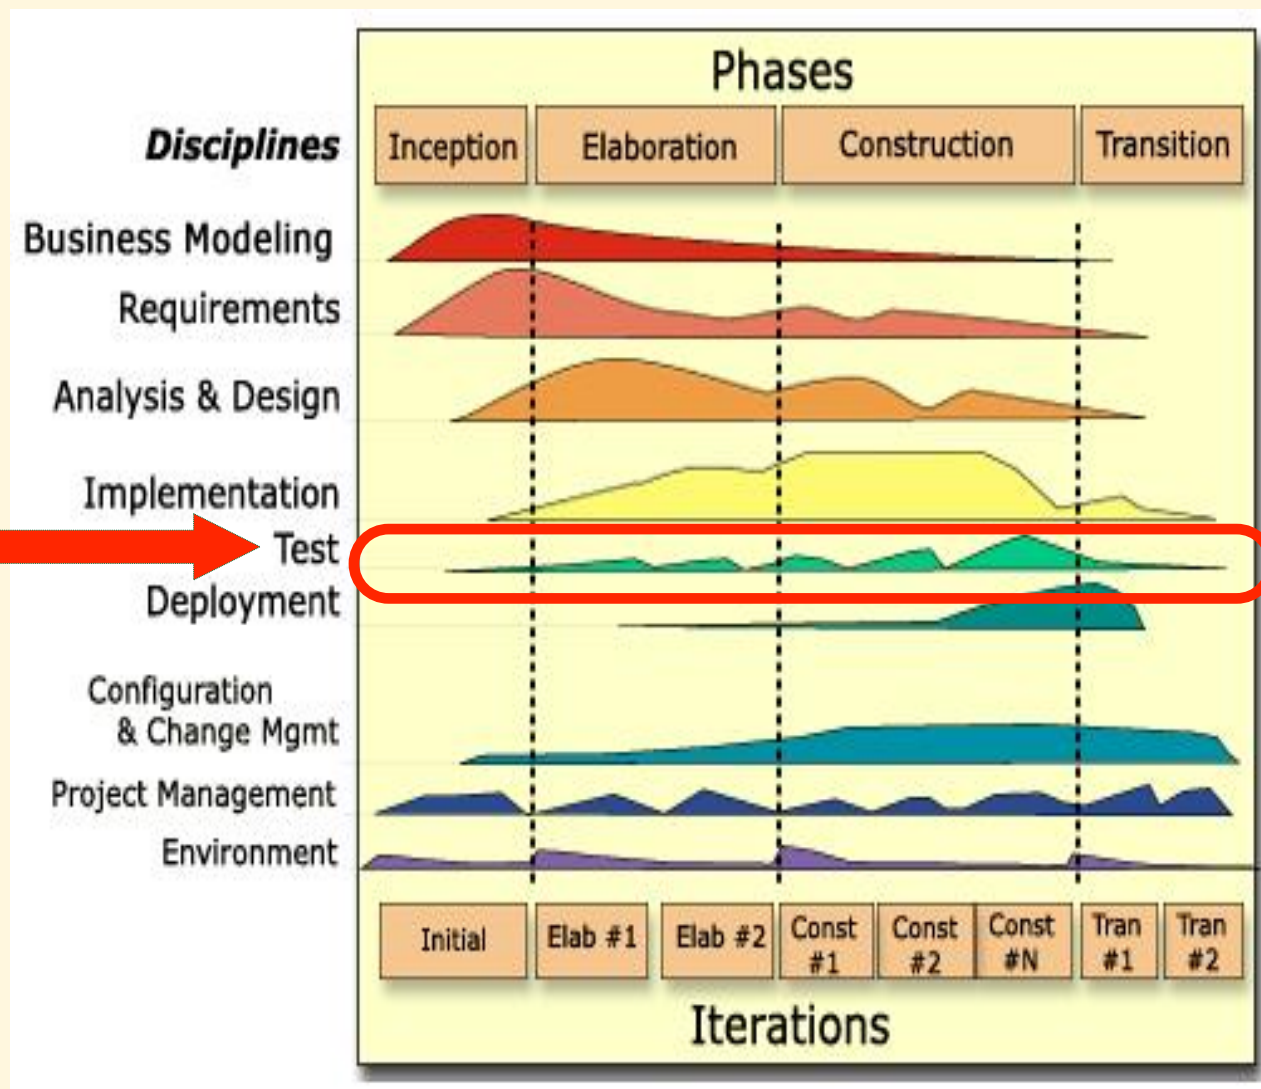 Phases
Disciplines
Inception
Elaboration
Construction
Transition
Business Modeling
Requirements
Analysis & Design
Implementation
Test
Deployment
Configuration
& Change Mgmt
Project Management
Environment
Initial
Elab #1
Elab #2
Const
#1
Const
#2
Const
#N
Tran
#1
Tran
#2
Iterations